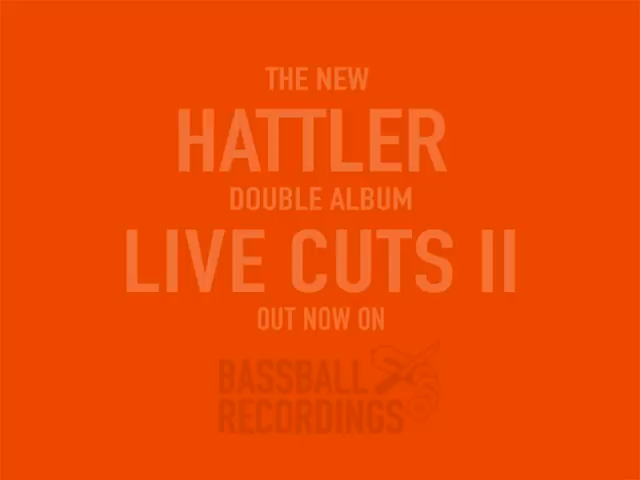 THE NEW
HATTLER
DOUBLE ALBUM
LIVE CUTS II
OUT NOW ON
BASSBALL
RECORDINGS